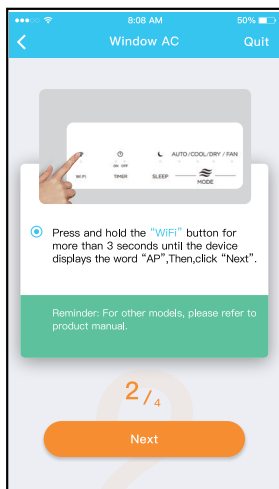 8:08 AM
50%
Window AC
Quit
AUTO / COOL / DRY / FAN
ON OFF
Wi Fi
TIMER
SLEEP
MODE
Press and hold the "WiFi" button for
more than 3 seconds until the device
displays the word "AP",Then,click "Next".
Reminder: For other models, please refer to
product manual.
2 / 4
Next